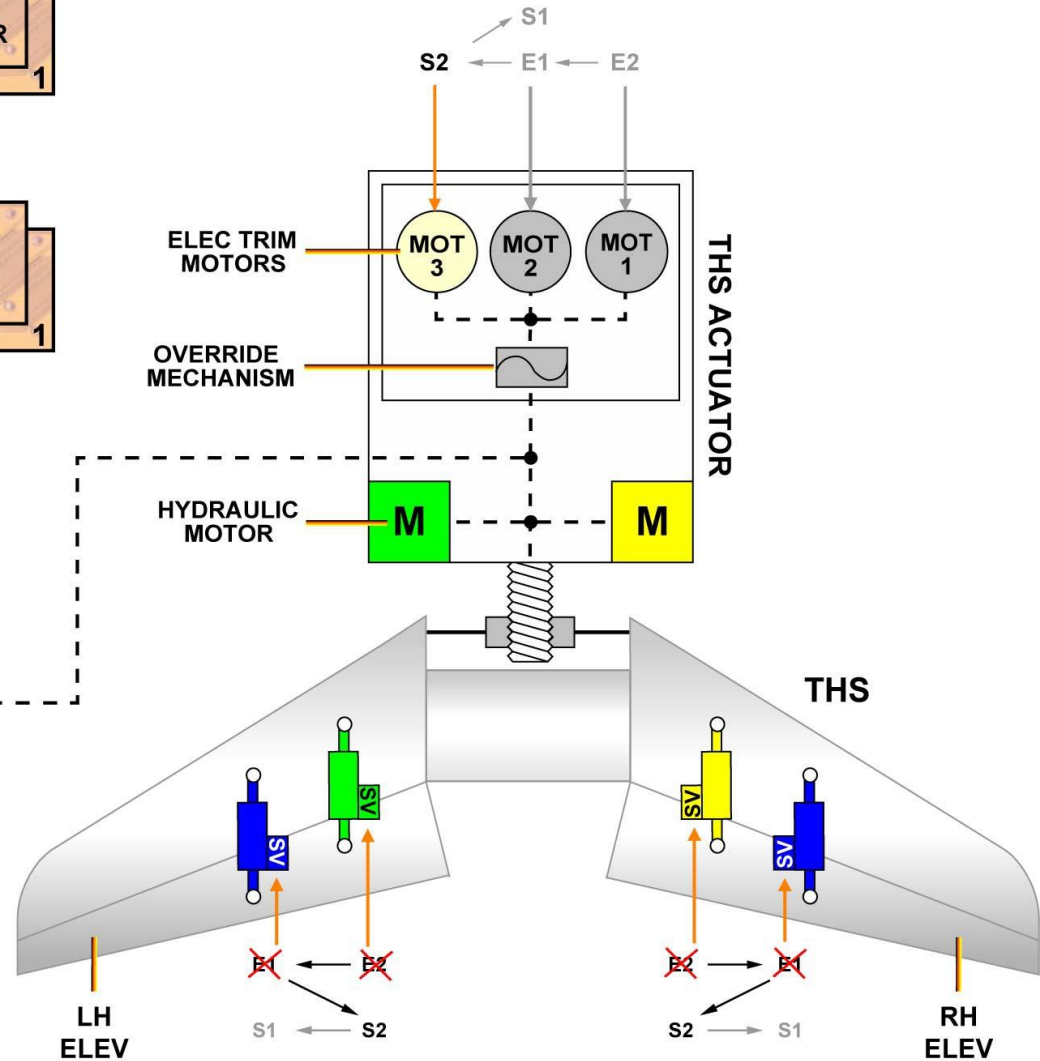 R
1
1
S1
S2
E1
E2
ELEC TRIM
MOTORS
MOT
3
MOT
2
MOT
1
THS ACTUATOR
OVERRIDE
MECHANISM
HYDRAULIC
MOTOR
M
M
THS
SV
SV
SV
SV
E1
E2
E2
E1
S1
S2
S2
S1
LH
ELEV
RH
ELEV